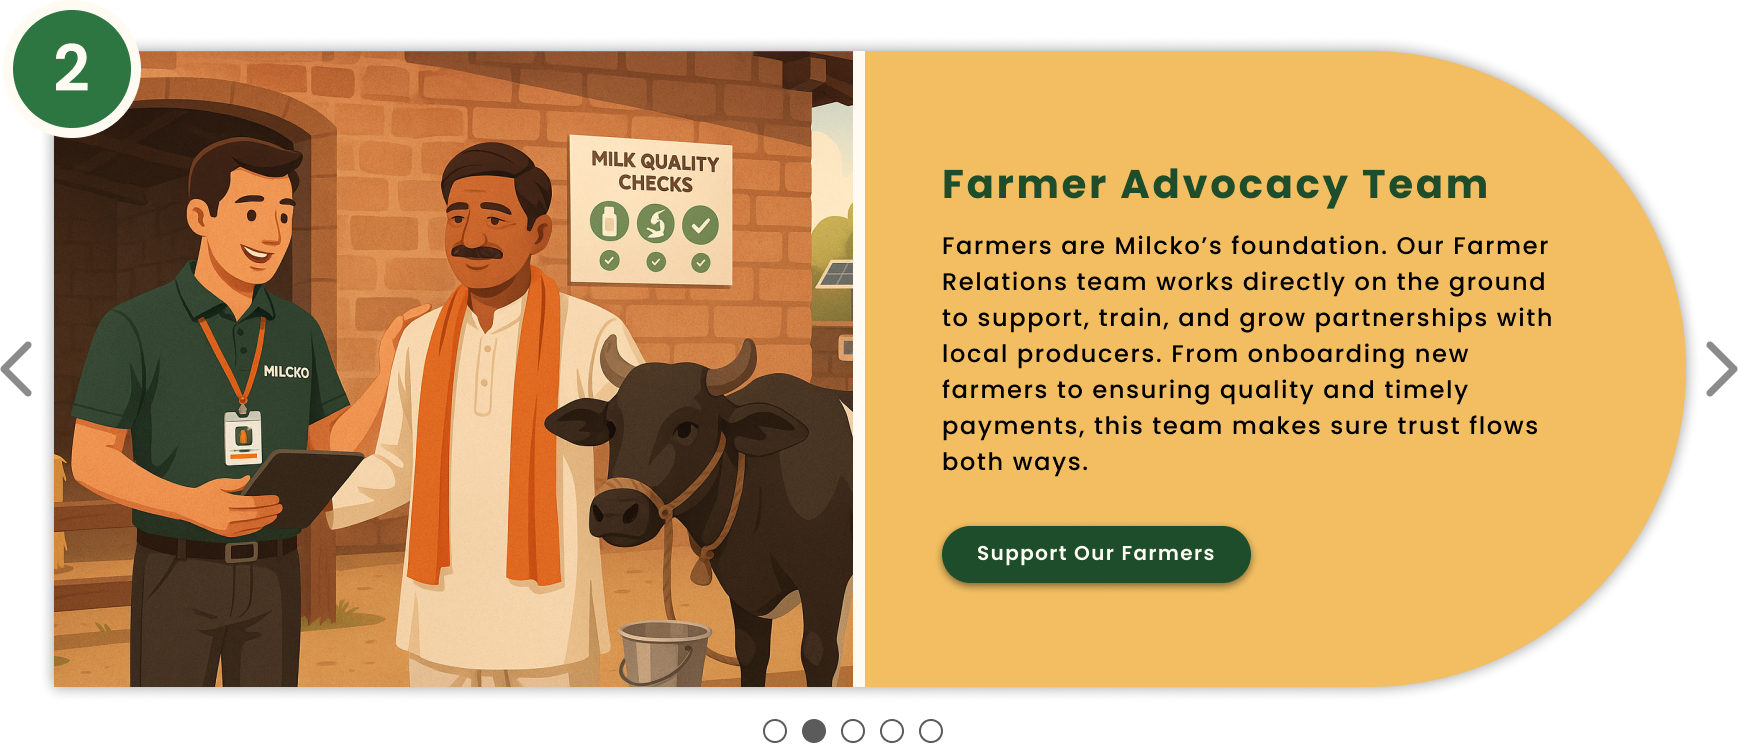 2
MILK QUALITY
CHECKS
MILCKO
Farmer Advocacy Team
Farmers are Milcko’s foundation. Our Farmer
Relations team works directly on the ground
to support, train, and grow partnerships with
local producers. From onboarding new
farmers to ensuring quality and timely
payments, this team makes sure trust flows
both ways.
Support Our Farmers